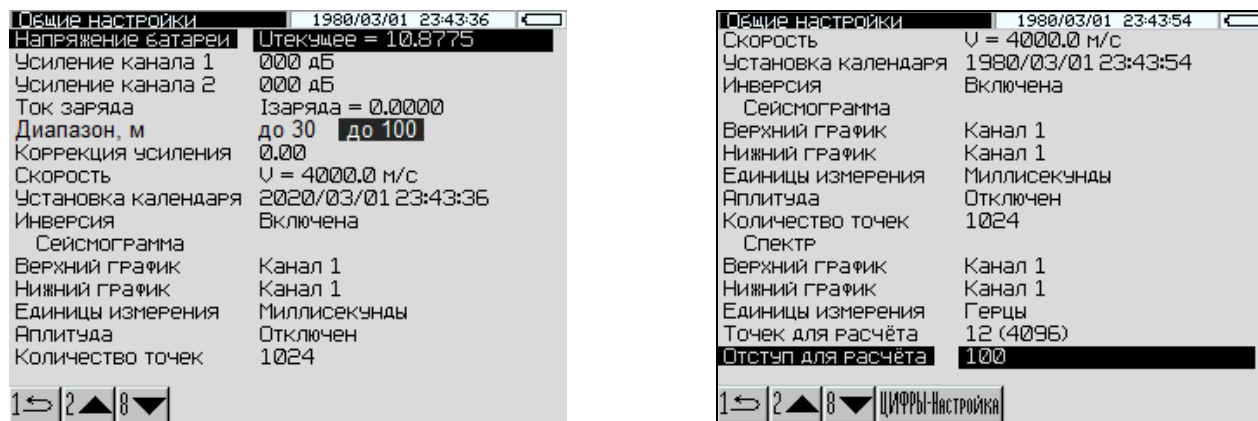 Общие настройки 1980/03/01 23:43:36
Напряжение батареи Uтекущее = 10.8775
Усиление канала 1 000 дБ
Усиление канала 2 000 дБ
Ток заряда Iзаряда = 0.0000
Диапазон, м до 30 до 100
Коррекция усиления 0.00
Скорость V = 4000.0 м/с
Установка календаря 2020/03/01 23:43:36
Инверсия Включена
Сейсмограмма
Верхний график Канал 1
Нижний график Канал 1
Единицы измерения Миллисекунды
Аплитуда Отключен
Количество точек 1024
1 2 8
Общие настройки 1980/03/01 23:43:54
Скорость V = 4000.0 м/с
Установка календаря 1980/03/01 23:43:54
Инверсия Включена
Сейсмограмма
Верхний график Канал 1
Нижний график Канал 1
Единицы измерения Миллисекунды
Аплитуда Отключен
Количество точек 1024
Спектр
Верхний график Канал 1
Нижний график Канал 1
Единицы измерения Герцы
Точек для расчёта 12 (4096)
Отступ для расчёта 100
1 2 8 ЦИФРЫ-Настройка